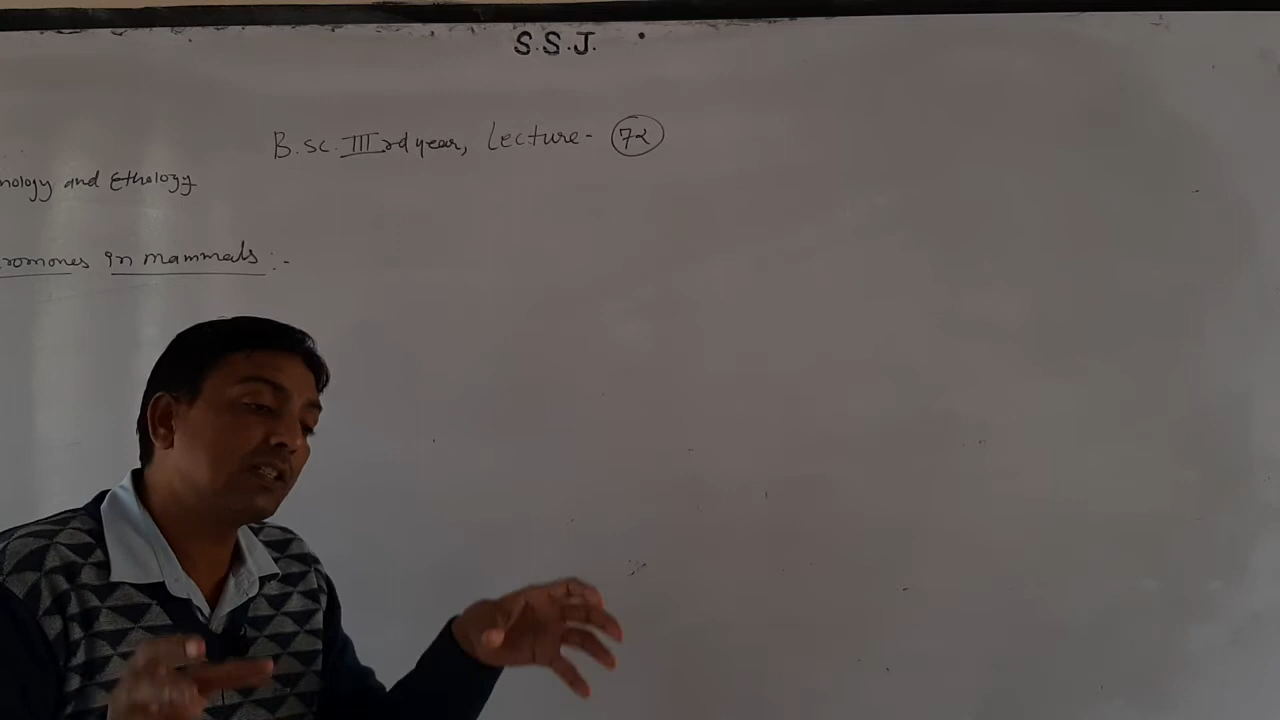 S.S.J.
B.sc. IIIrd year, Lecture- 72
nology and Ethology
romones in mammals :-